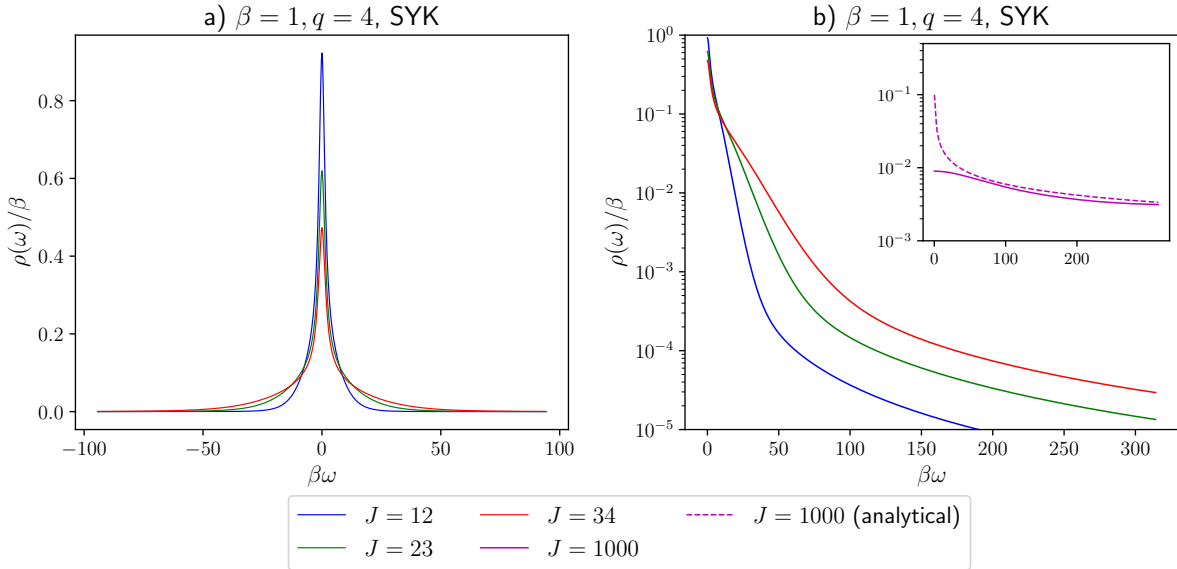 a) β = 1, q = 4, SYK
ρ(ω)/β
0.8
0.6
0.4
0.2
0.0
−100
−50
0
50
100
βω
b) β = 1, q = 4, SYK
ρ(ω)/β
10⁰
10⁻¹
10⁻²
10⁻³
10⁻⁴
10⁻⁵
0
50
100
150
200
250
300
βω
10⁻¹
10⁻²
10⁻³
0
100
200
J = 12
J = 23
J = 34
J = 1000
J = 1000 (analytical)